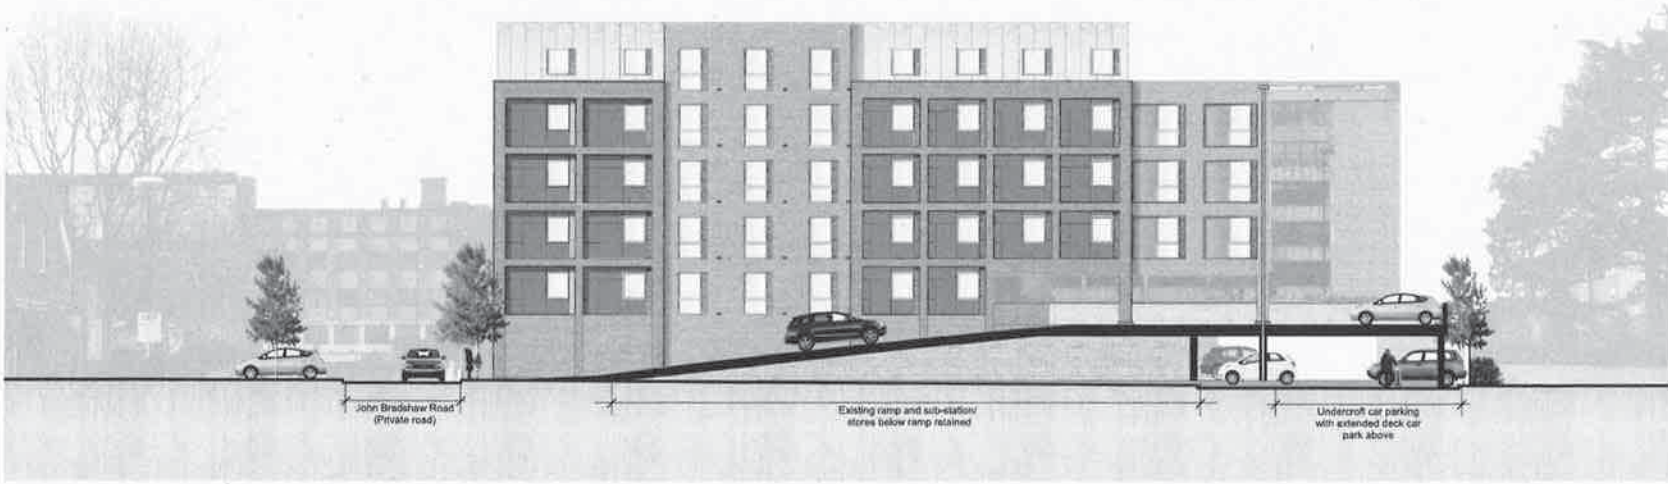 John Bradshaw Road
(Private road)
Existing ramp and sub-station/
stores below ramp retained
Undercroft car parking
with extended deck car
park above